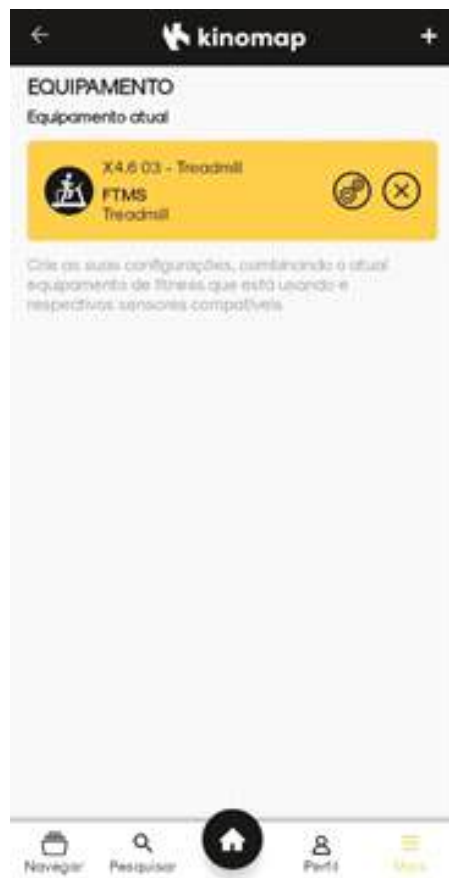 kinomap
EQUIPAMENTO
Equipamento atual
X4.6 03 - Treadmill
FTMS
Treadmill
Crie as suas configurações, combinando o atual
equipamento de fitness que está usando e
respectivos sensores compatíveis
Navegar
Pesquisar
Perfil
Mais